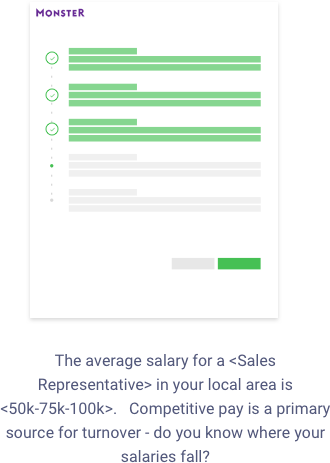 MONSTER
The average salary for a <Sales
Representative> in your local area is
<50k-75k-100k>.   Competitive pay is a primary
source for turnover - do you know where your
salaries fall?